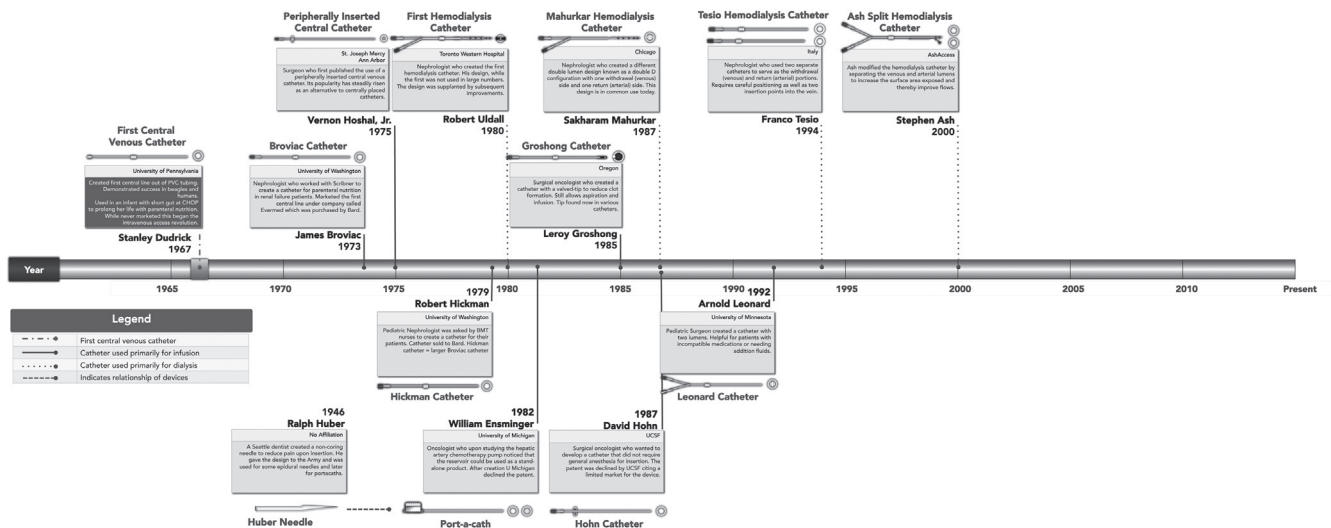 Peripherally Inserted
Central Catheter
St. Joseph Mercy
Ann Arbor
Surgeon who first published the use of a
peripherally inserted central venous
catheter. Its popularity has steadily risen
as an alternative to centrally placed
catheters.
Vernon Hoshal, Jr.
1975
First Hemodialysis
Catheter
Toronto Western Hospital
Nephrologist who created the first
hemodialysis catheter. His design, while
the first was not used in large numbers.
The design was supplanted by subsequent
improvements.
Robert Uldall
1980
Mahurkar Hemodialysis
Catheter
Chicago
Nephrologist who created a different
double lumen design known as a double D
configuration with one withdrawal (venous)
side and one return (arterial) side. This
design is in common use today.
Sakharam Mahurkar
1987
Tesio Hemodialysis Catheter
Italy
Nephrologist who used two separate
catheters to serve as the withdrawal
(venous) and return (arterial) portions.
Requires careful positioning as well as two
insertion points into the vein.
Franco Tesio
1994
Ash Split Hemodialysis
Catheter
AshAccess
Ash modified the hemodialysis catheter by
separating the venous and arterial lumens
to increase the surface area exposed and
thereby improve flows.
Stephen Ash
2000
First Central
Venous Catheter
University of Pennsylvania
Created first central line out of PVC tubing.
Demonstrated success in beagles and
humans.
Used in an infant with short gut at CHOP
to prolong her life with parenteral nutrition.
While never marketed this began the
intravenous access revolution.
Stanley Dudrick
1967
Broviac Catheter
University of Washington
Nephrologist who worked with Scribner to
create a catheter for parenteral nutrition
in renal failure patients. Marketed the first
central line under company called
Evermed which was purchased by Bard.
James Broviac
1973
Groshong Catheter
Oregon
Surgical oncologist who created a
catheter with a valved-tip to reduce clot
formation. Still allows aspiration and
infusion. Tip found now in various
catheters.
Leroy Groshong
1985
Year
1965
1970
1975
1980
1985
1990
1995
2000
2005
2010
Present
Legend
First central venous catheter
Catheter used primarily for infusion
Catheter used primarily for dialysis
Indicates relationship of devices
1979
Robert Hickman
University of Washington
Pediatric Nephrologist was asked by BMT
nurses to create a catheter for their
patients. Catheter sold to Bard. Hickman
catheter = larger Broviac catheter
Hickman Catheter
1992
Arnold Leonard
University of Minnesota
Pediatric Surgeon created a catheter with
two lumens. Helpful for patients with
incompatible medications or needing
addition fluids.
Leonard Catheter
1946
Ralph Huber
No Affiliation
A Seattle dentist created a non-coring
needle to reduce pain upon insertion. He
gave the design to the Army and was
used for some epidural needles and later
for portacaths.
Huber Needle
1982
William Ensminger
University of Michigan
Oncologist who upon studying the hepatic
artery chemotherapy pump noticed that
the reservoir could be used as a stand-
alone product. After creation U Michigan
declined the patent.
Port-a-cath
1987
David Hohn
UCSF
Surgical oncologist who wanted to
develop a catheter that did not require
general anesthesia for insertion. The
patent was declined by UCSF citing a
limited market for the device.
Hohn Catheter